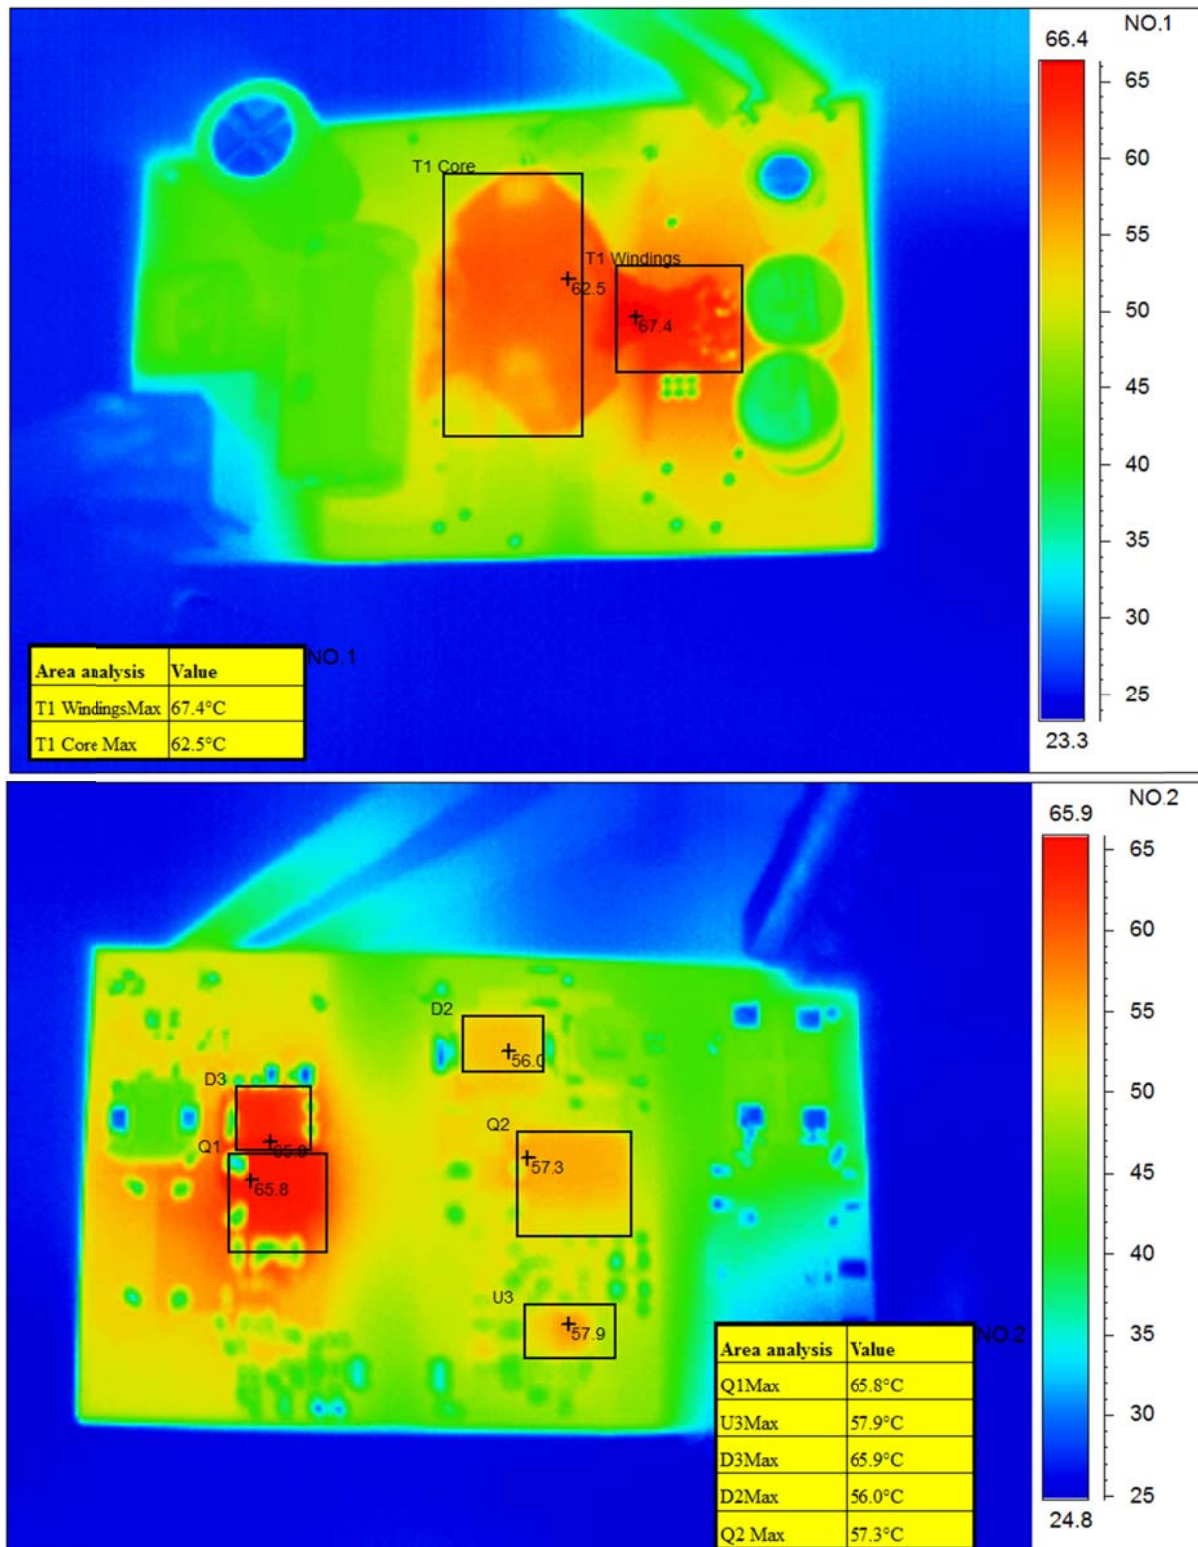 NO.1
66.4
65
60
55
50
45
40
35
30
25
23.3
T1 Core
T1 Windings
62.5
67.4
NO.1
Area analysis Value
T1 WindingsMax 67.4°C
T1 Core Max 62.5°C
NO.2
65.9
65
60
55
50
45
40
35
30
25
24.8
D2
56.0
D3
65.9
Q1
65.8
Q2
57.3
U3
57.9
NO.2
Area analysis Value
Q1Max 65.8°C
U3Max 57.9°C
D3Max 65.9°C
D2Max 56.0°C
Q2 Max 57.3°C